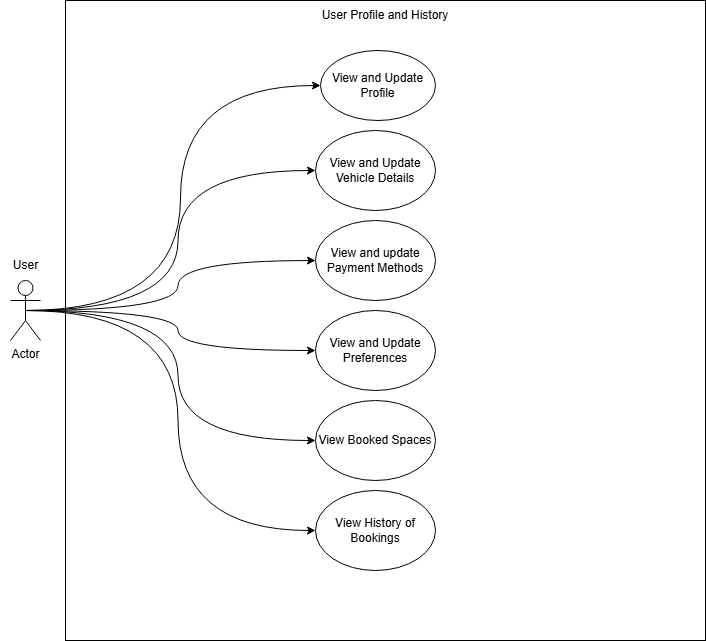 User Profile and History
View and Update
Profile
View and Update
Vehicle Details
View and update
Payment Methods
User
Actor
View and Update
Preferences
View Booked Spaces
View History of
Bookings